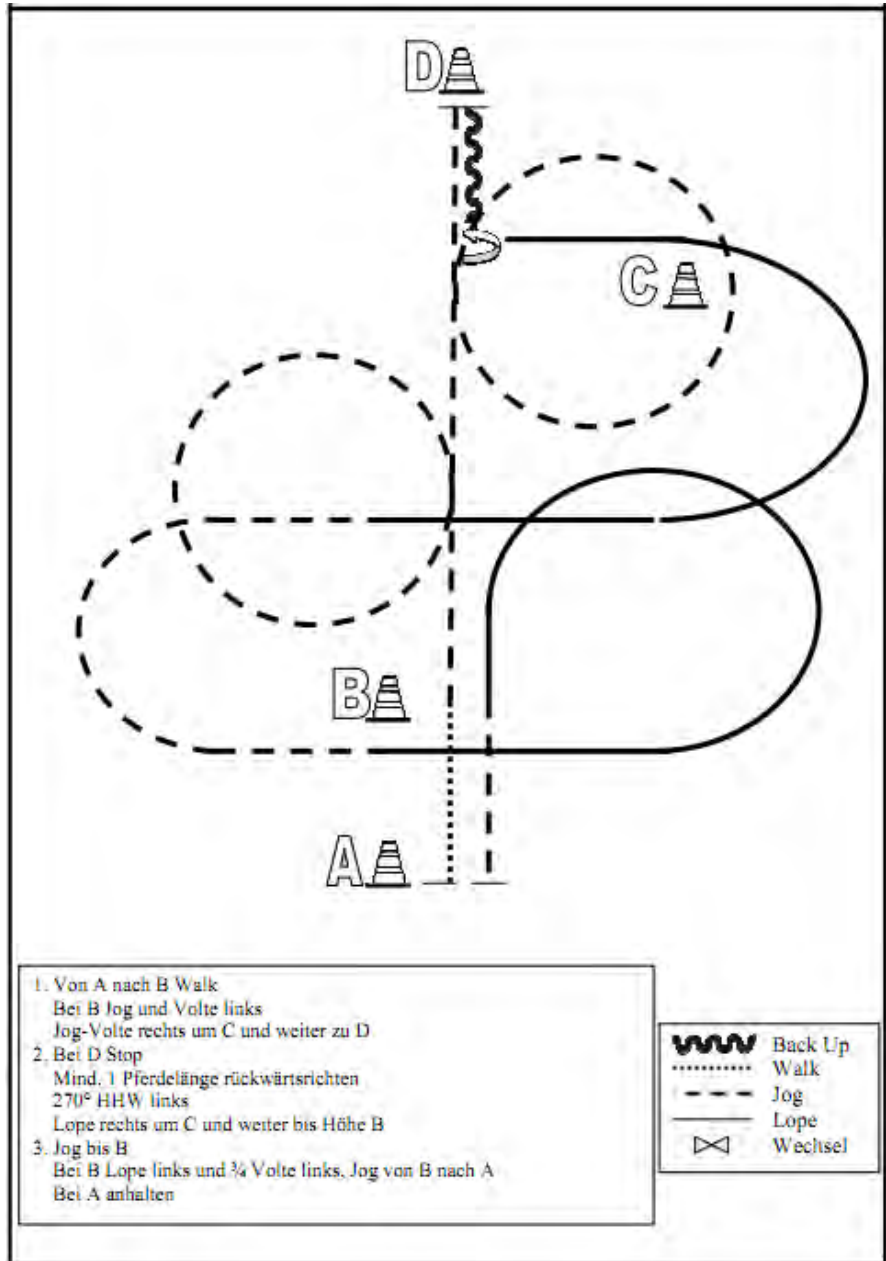 D
C
B
A
1. Von A nach B Walk
Bei B Jog und Volte links
Jog-Volte rechts um C und weiter zu D
2. Bei D Stop
Mind. 1 Pferdelänge rückwärtsrichten
270° HHW links
Lope rechts um C und weiter bis Höhe B
3. Jog bis B
Bei B Lope links und ¾ Volte links, Jog von B nach A
Bei A anhalten
Back Up
Walk
Jog
Lope
Wechsel